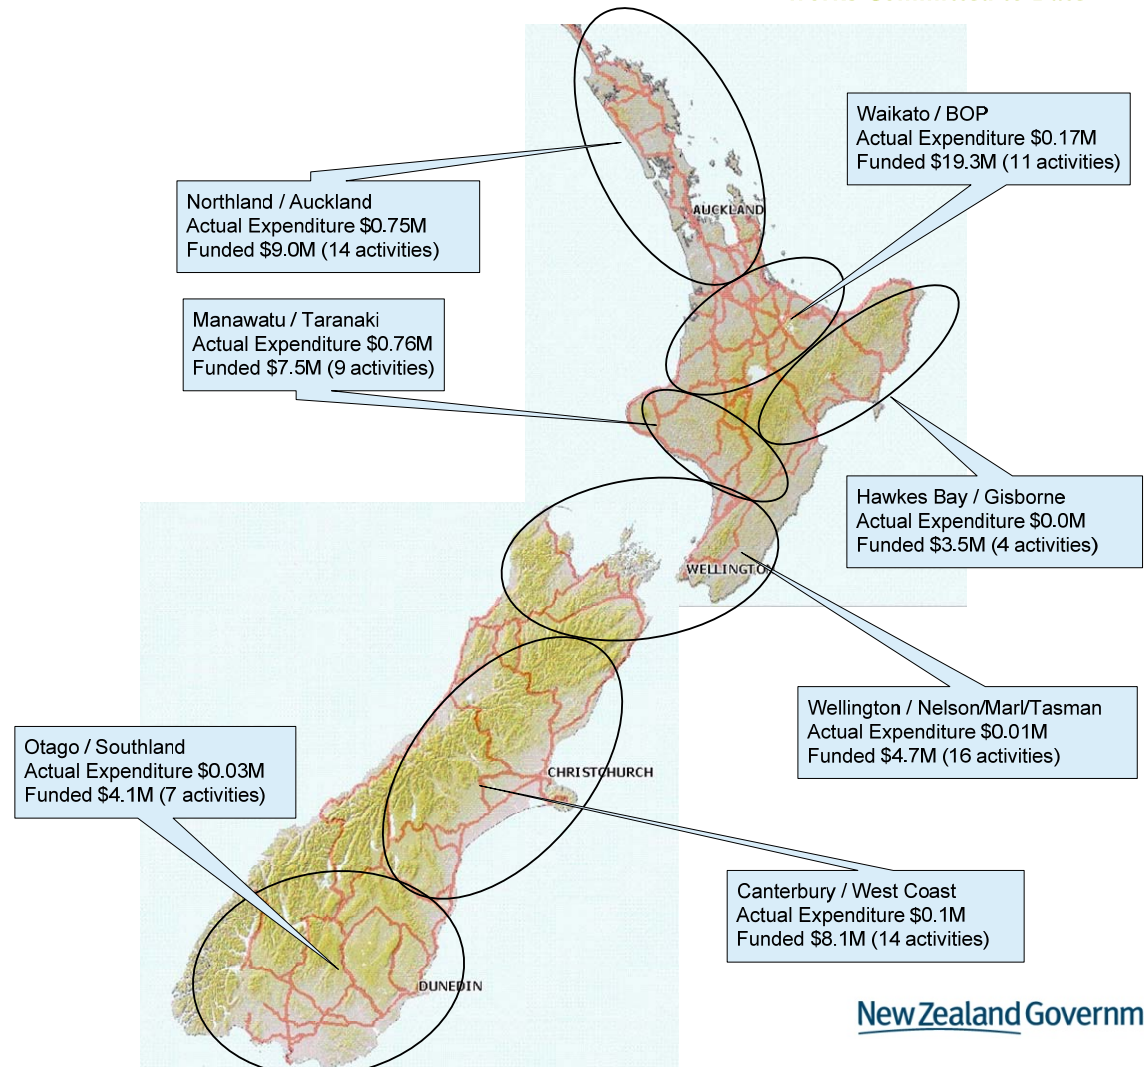 Waikato / BOP
Actual Expenditure $0.17M
Funded $19.3M (11 activities)
Northland / Auckland
Actual Expenditure $0.75M
Funded $9.0M (14 activities)
AUCKLAND
Manawatu / Taranaki
Actual Expenditure $0.76M
Funded $7.5M (9 activities)
Hawkes Bay / Gisborne
Actual Expenditure $0.0M
Funded $3.5M (4 activities)
WELLINGTO
Wellington / Nelson/Marl/Tasman
Actual Expenditure $0.01M
Funded $4.7M (16 activities)
Otago / Southland
Actual Expenditure $0.03M
Funded $4.1M (7 activities)
CHRISTCHURCH
Canterbury / West Coast
Actual Expenditure $0.1M
Funded $8.1M (14 activities)
DUNEDIN
New Zealand Governm